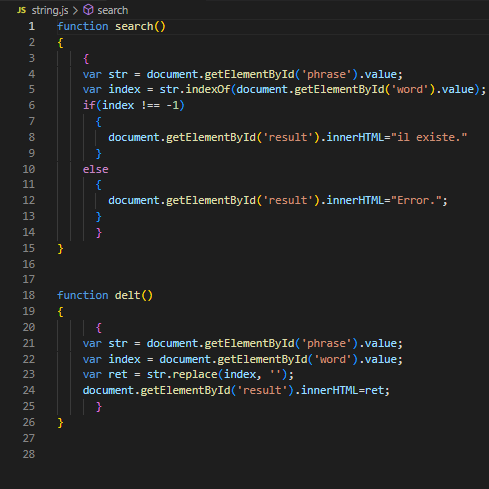 JS string.js > search
1 function search()
2 {
3 {
4 var str = document.getElementById('phrase').value;
5 var index = str.indexOf(document.getElementById('word').value);
6 if(index !== -1)
7 {
8 document.getElementById('result').innerHTML="il existe."
9 }
10 else
11 {
12 document.getElementById('result').innerHTML="Error.";
13 }
14 }
15 }
16
17
18 function delt()
19 {
20 {
21 var str = document.getElementById('phrase').value;
22 var index = document.getElementById('word').value;
23 var ret = str.replace(index, '');
24 document.getElementById('result').innerHTML=ret;
25 }
26 }
27
28